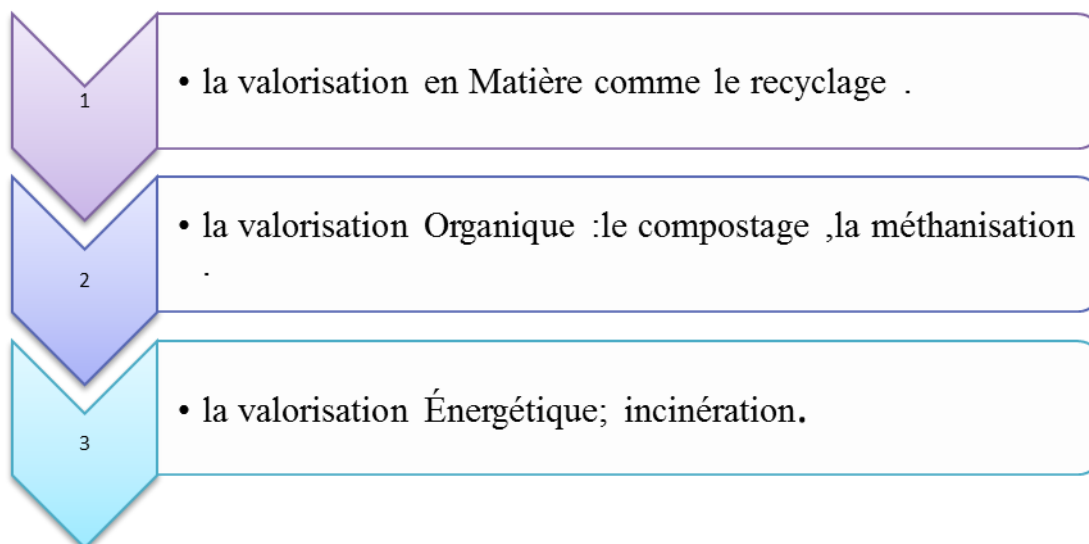 1
• la valorisation en Matière comme le recyclage .
2
• la valorisation Organique :le compostage ,la méthanisation
.
3
• la valorisation Énergétique; incinération.